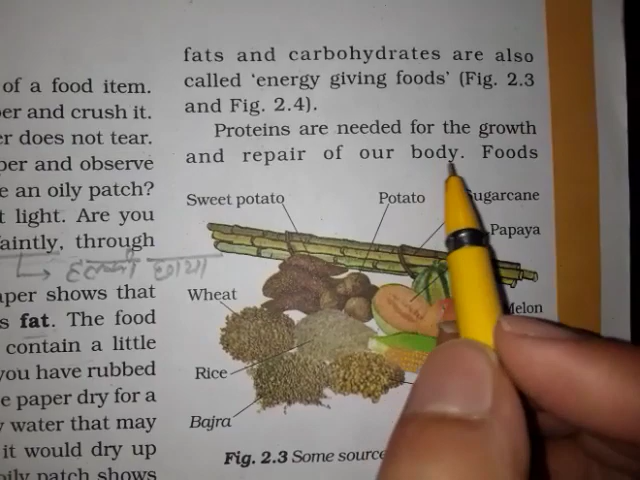 of a food item.
per and crush it.
er does not tear.
per and observe
e an oily patch?
t light. Are you
faintly, through
aper shows that
s fat. The food
contain a little
you have rubbed
e paper dry for a
water that may
it would dry up
oily patch shows
fats and carbohydrates are also
called ‘energy giving foods’ (Fig. 2.3
and Fig. 2.4).
Proteins are needed for the growth
and repair of our body. Foods
Sweet potato
Potato
Sugarcane
Papaya
Wheat
Melon
Rice
Bajra
Fig. 2.3 Some source